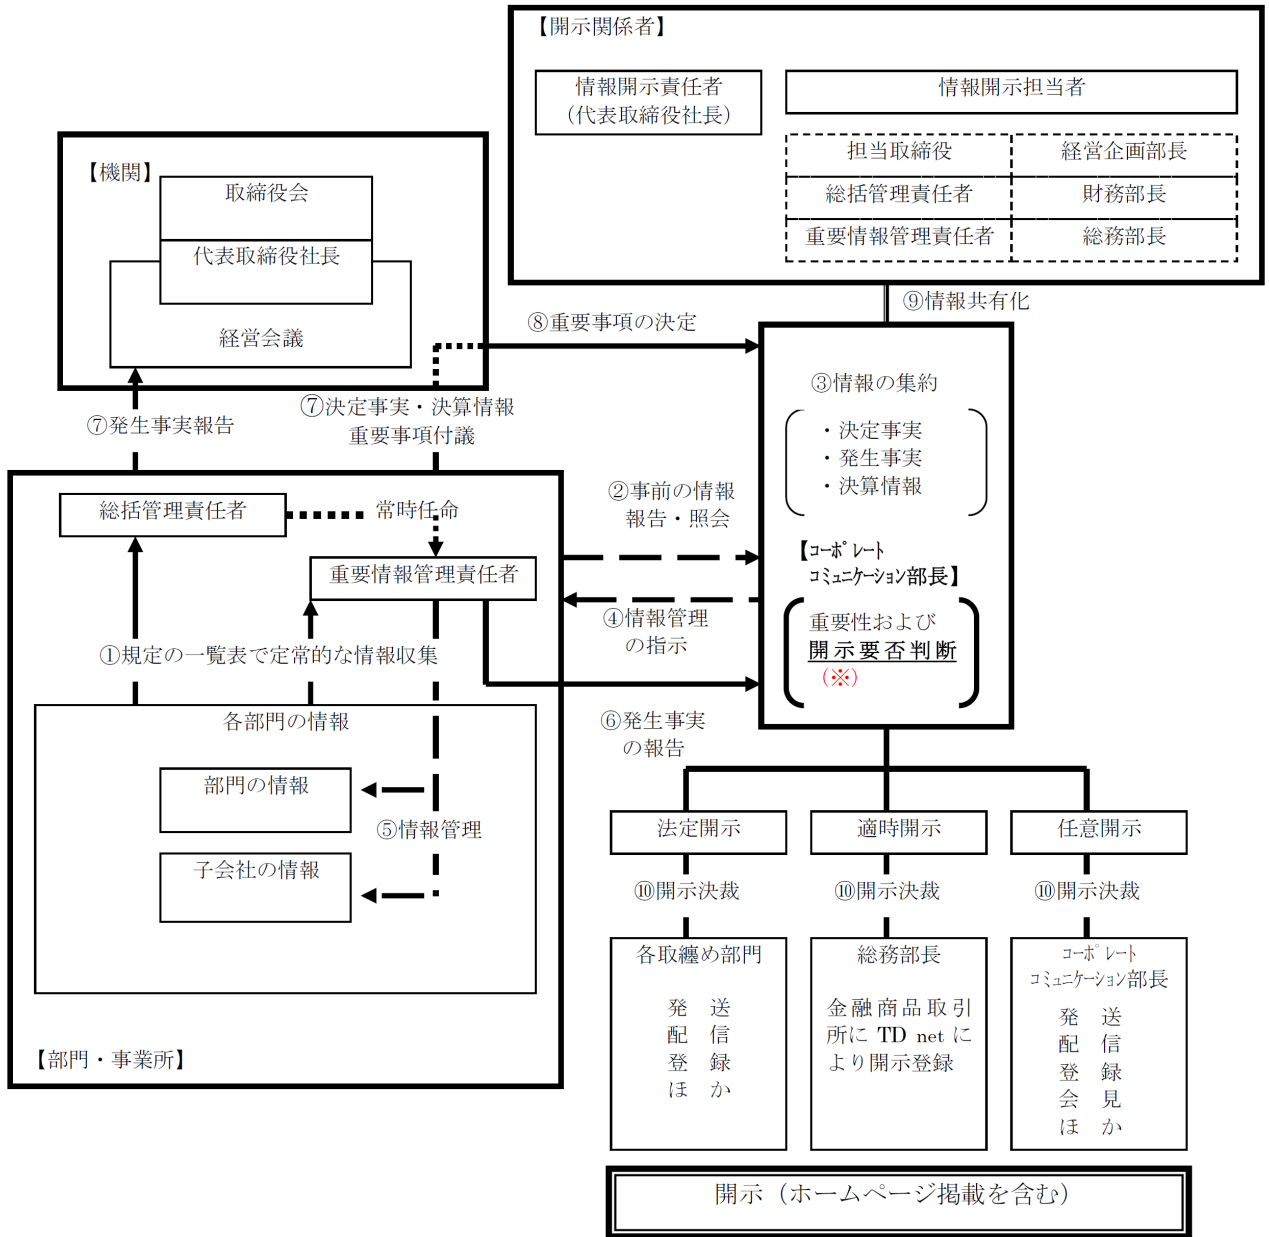 【開示関係者】
情報開示責任者
（代表取締役社長）
情報開示担当者
担当取締役
経営企画部長
総括管理責任者
財務部長
重要情報管理責任者
総務部長
【機関】
取締役会
代表取締役社長
経営会議
⑨情報共有化
⑧重要事項の決定
⑦発生事実報告
⑦決定事実・決算情報
重要事項付議
③情報の集約
・決定事実
・発生事実
・決算情報
【コーポレート
コミュニケーション部長】
重要性および
開示要否判断
（※）
総括管理責任者
常時任命
重要情報管理責任者
②事前の情報
報告・照会
④情報管理
の指示
①規定の一覧表で定常的な情報収集
⑥発生事実
の報告
各部門の情報
部門の情報
⑤情報管理
子会社の情報
【部門・事業所】
法定開示
適時開示
任意開示
⑩開示決裁
⑩開示決裁
⑩開示決裁
各取纏め部門
発　送
配　信
登　録
ほ　か
総務部長
金融商品取引
所に TD net に
より開示登録
コーポレート
コミュニケーション部長
発　送
配　信
登　録
会　見
ほ　か
開示（ホームページ掲載を含む）